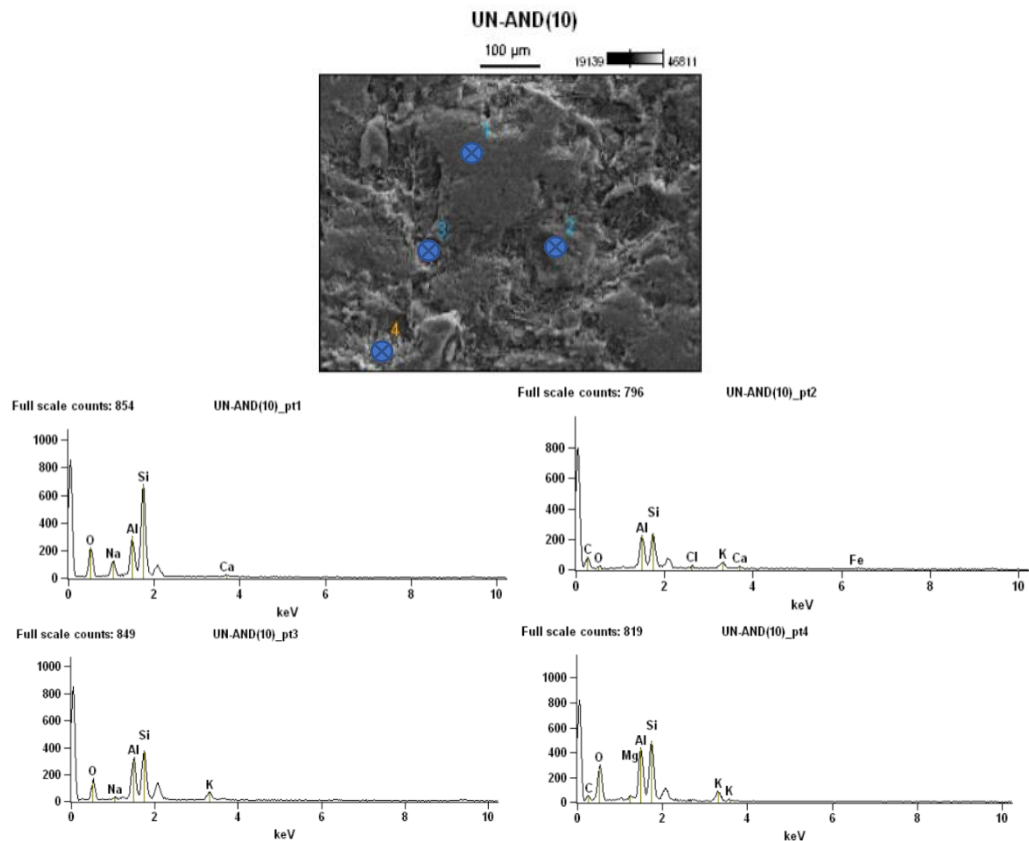 UN-AND(10)
100 µm
19139 46811
1
3
2
4
Full scale counts: 854 UN-AND(10)_pt1
1000
800
600
400
200
0
O
Na
Al
Si
Ca
0 2 4 6 8 10
keV
Full scale counts: 796 UN-AND(10)_pt2
800
600
400
200
0
C
O
Al
Si
Cl
K
Ca
Fe
0 2 4 6 8 10
keV
Full scale counts: 849 UN-AND(10)_pt3
1000
800
600
400
200
0
O
Na
Al
Si
K
0 2 4 6 8 10
keV
Full scale counts: 819 UN-AND(10)_pt4
1000
800
600
400
200
0
C
O
Mg
Al
Si
K
K
0 2 4 6 8 10
keV